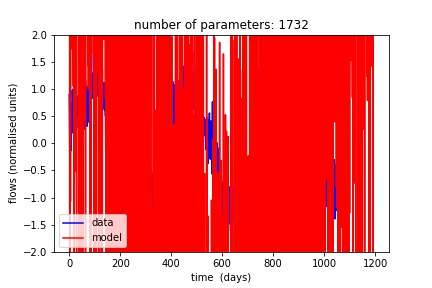 number of parameters: 1732
flows (normalised units)
2.0
1.5
1.0
0.5
0.0
−0.5
−1.0
−1.5
−2.0
data
model
0 200 400 600 800 1000 1200
time (days)